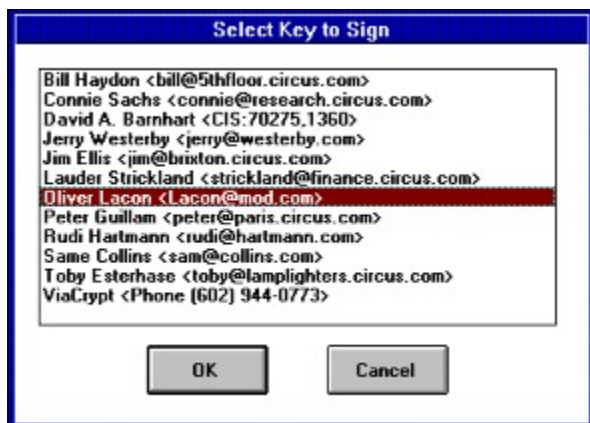 Select Key to Sign
Bill Haydon <bill@5thfloor.circus.com>
Connie Sachs <connie@research.circus.com>
David A. Barnhart <CIS:70275,1360>
Jerry Westerby <jerry@westerby.com>
Jim Ellis <jim@brixton.circus.com>
Lauder Strickland <strickland@finance.circus.com>
Oliver Lacon <Lacon@mod.com>
Peter Guillam <peter@paris.circus.com>
Rudi Hartmann <rudi@hartmann.com>
Same Collins <sam@collins.com>
Toby Esterhase <toby@lamplighters.circus.com>
ViaCrypt <Phone (602) 944-0773>
OK Cancel